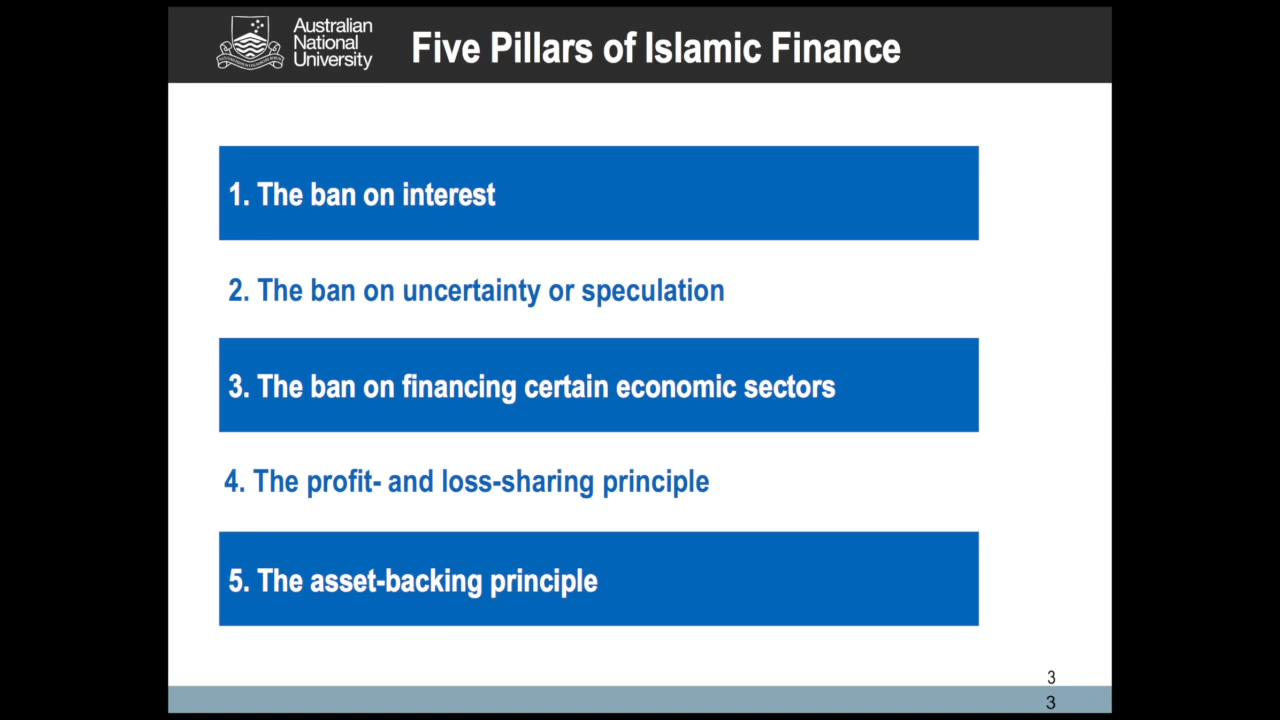 Australian
National
University
Five Pillars of Islamic Finance
1. The ban on interest
2. The ban on uncertainty or speculation
3. The ban on financing certain economic sectors
4. The profit- and loss-sharing principle
5. The asset-backing principle
3
3